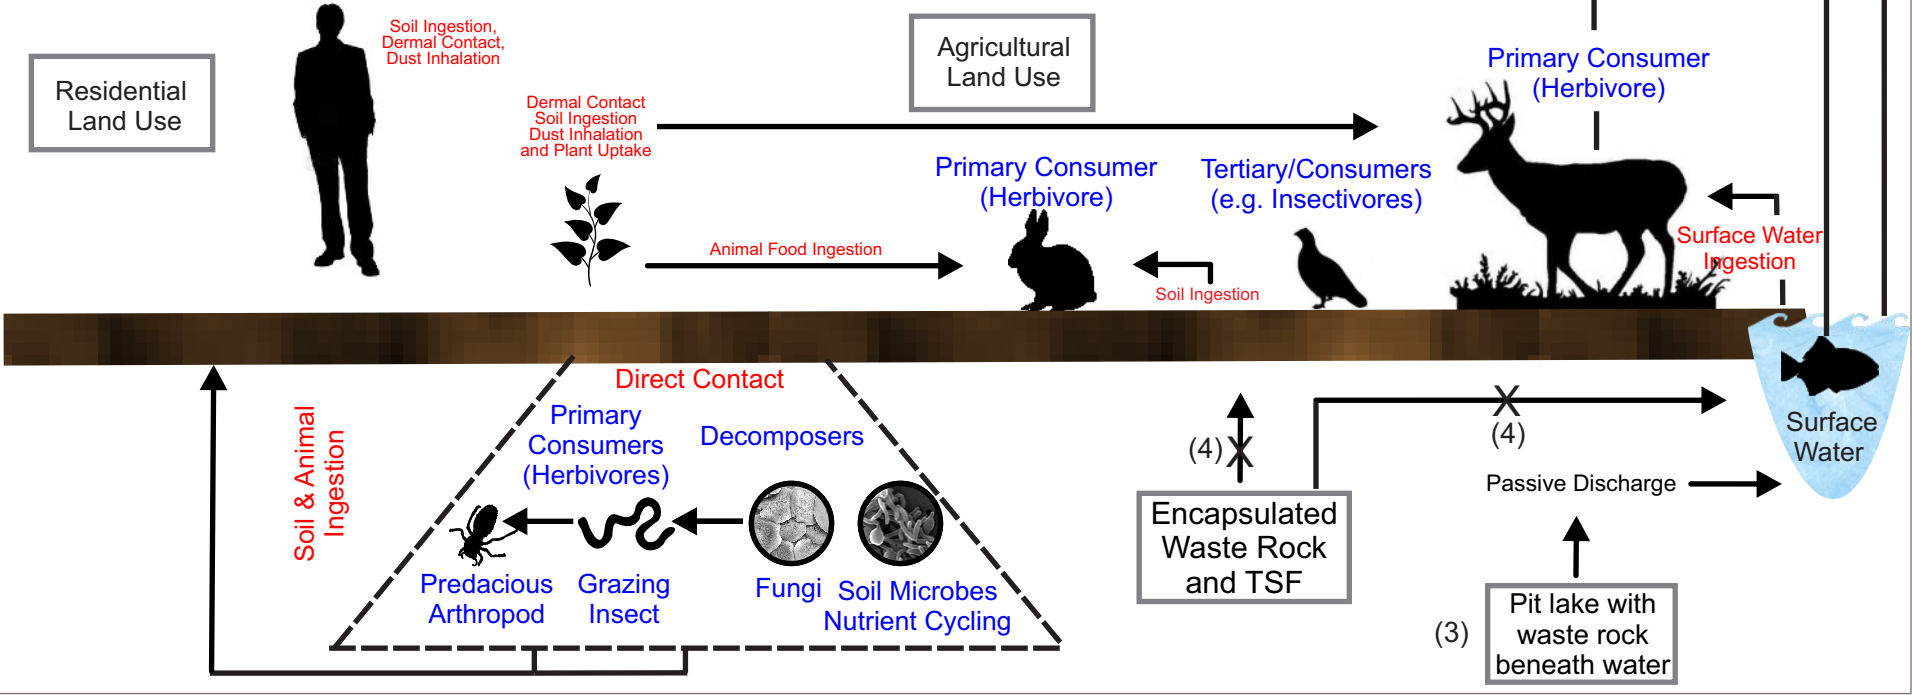 Residential
Land Use
Soil Ingestion,
Dermal Contact,
Dust Inhalation
Dermal Contact
Soil Ingestion
Dust Inhalation
and Plant Uptake
Agricultural
Land Use
Primary Consumer
(Herbivore)
Primary Consumer
(Herbivore)
Tertiary/Consumers
(e.g. Insectivores)
Animal Food Ingestion
Soil Ingestion
Surface Water
Ingestion
Soil & Animal
Ingestion
Direct Contact
Primary
Consumers
(Herbivores)
Decomposers
Predacious
Arthropod
Grazing
Insect
Fungi
Soil Microbes
Nutrient Cycling
(4)
X
X
(4)
Encapsulated
Waste Rock
and TSF
Passive Discharge
Surface
Water
(3)
Pit lake with
waste rock
beneath water